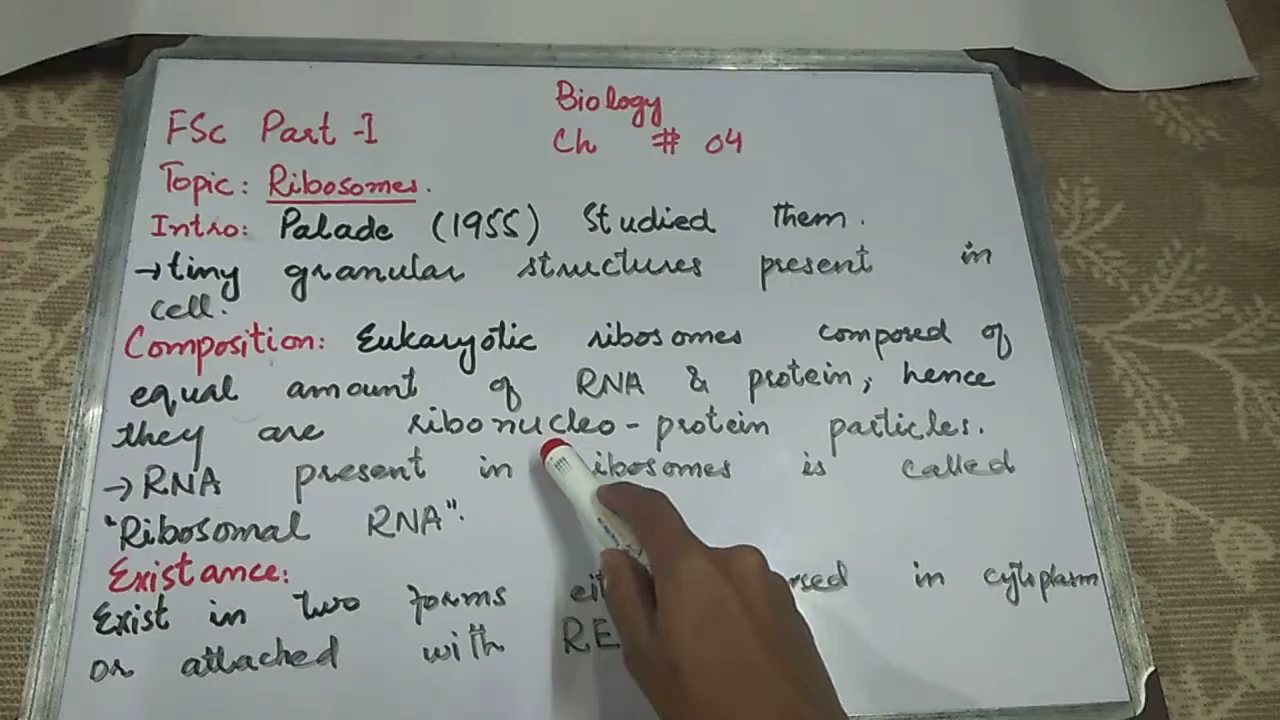 Biology
FSc Part -I
Ch # 04
Topic: Ribosomes.
Intro: Palade (1955) Studied them.
→ tiny granular structures present in
cell.
Composition: Eukaryotic ribosomes composed of
equal amount of RNA & protein, hence
they are ribonucleo-protein particles.
→ RNA present in ibosomes is called
"Ribosomal RNA".
Existance:
Exist in two forms in cytoplasm
or attached with RE